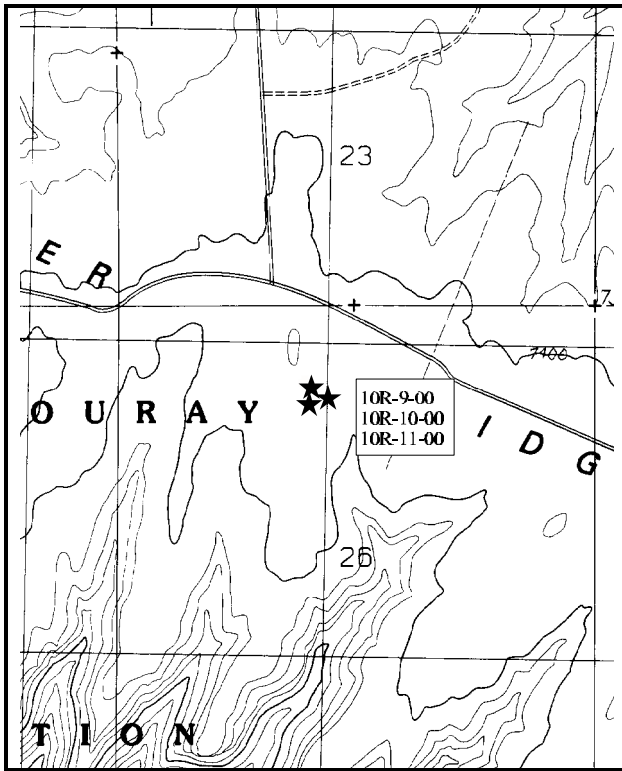 23
E R
7
7400
O U R A Y
10R-9-00
10R-10-00
10R-11-00
I D G
26
T I O N